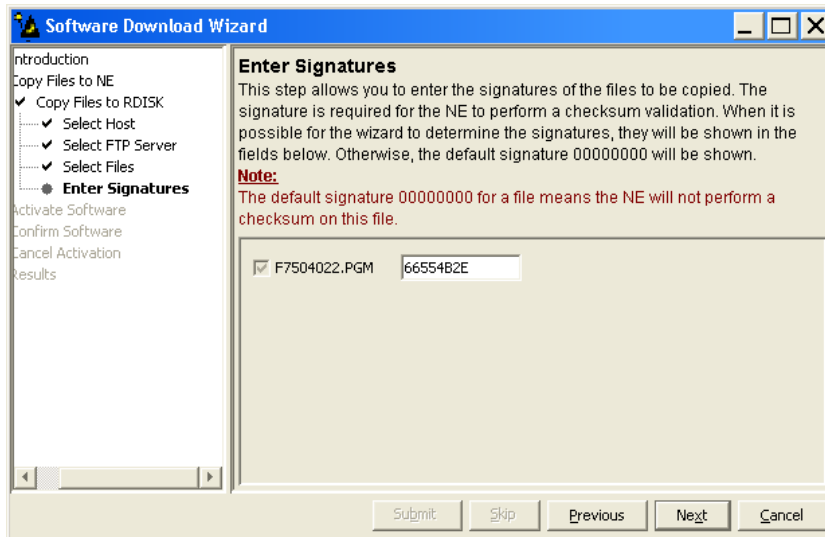 Software Download Wizard
ntroduction
Copy Files to NE
Copy Files to RDISK
Select Host
Select FTP Server
Select Files
Enter Signatures
Activate Software
Confirm Software
Cancel Activation
Results
Enter Signatures
This step allows you to enter the signatures of the files to be copied. The
signature is required for the NE to perform a checksum validation. When it is
possible for the wizard to determine the signatures, they will be shown in the
fields below. Otherwise, the default signature 00000000 will be shown.
Note:
The default signature 00000000 for a file means the NE will not perform a
checksum on this file.
F7504022.PGM 66554B2E
Submit Skip Previous Next Cancel